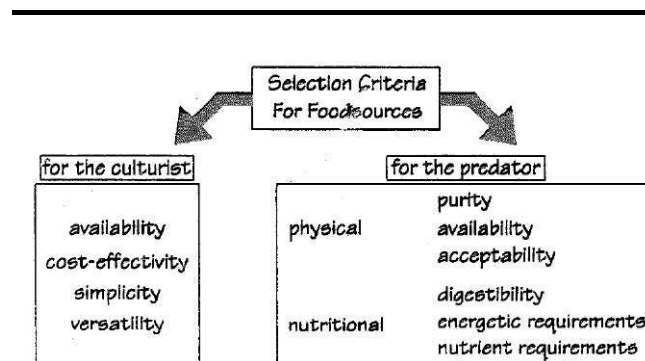 Selection Criteria
For Foodsources
for the culturist
availability
cost-effectivity
simplicity
versatility
for the predator
physical
purity
availability
acceptability
nutritional
digestibility
energetic requirements
nutrient requirements